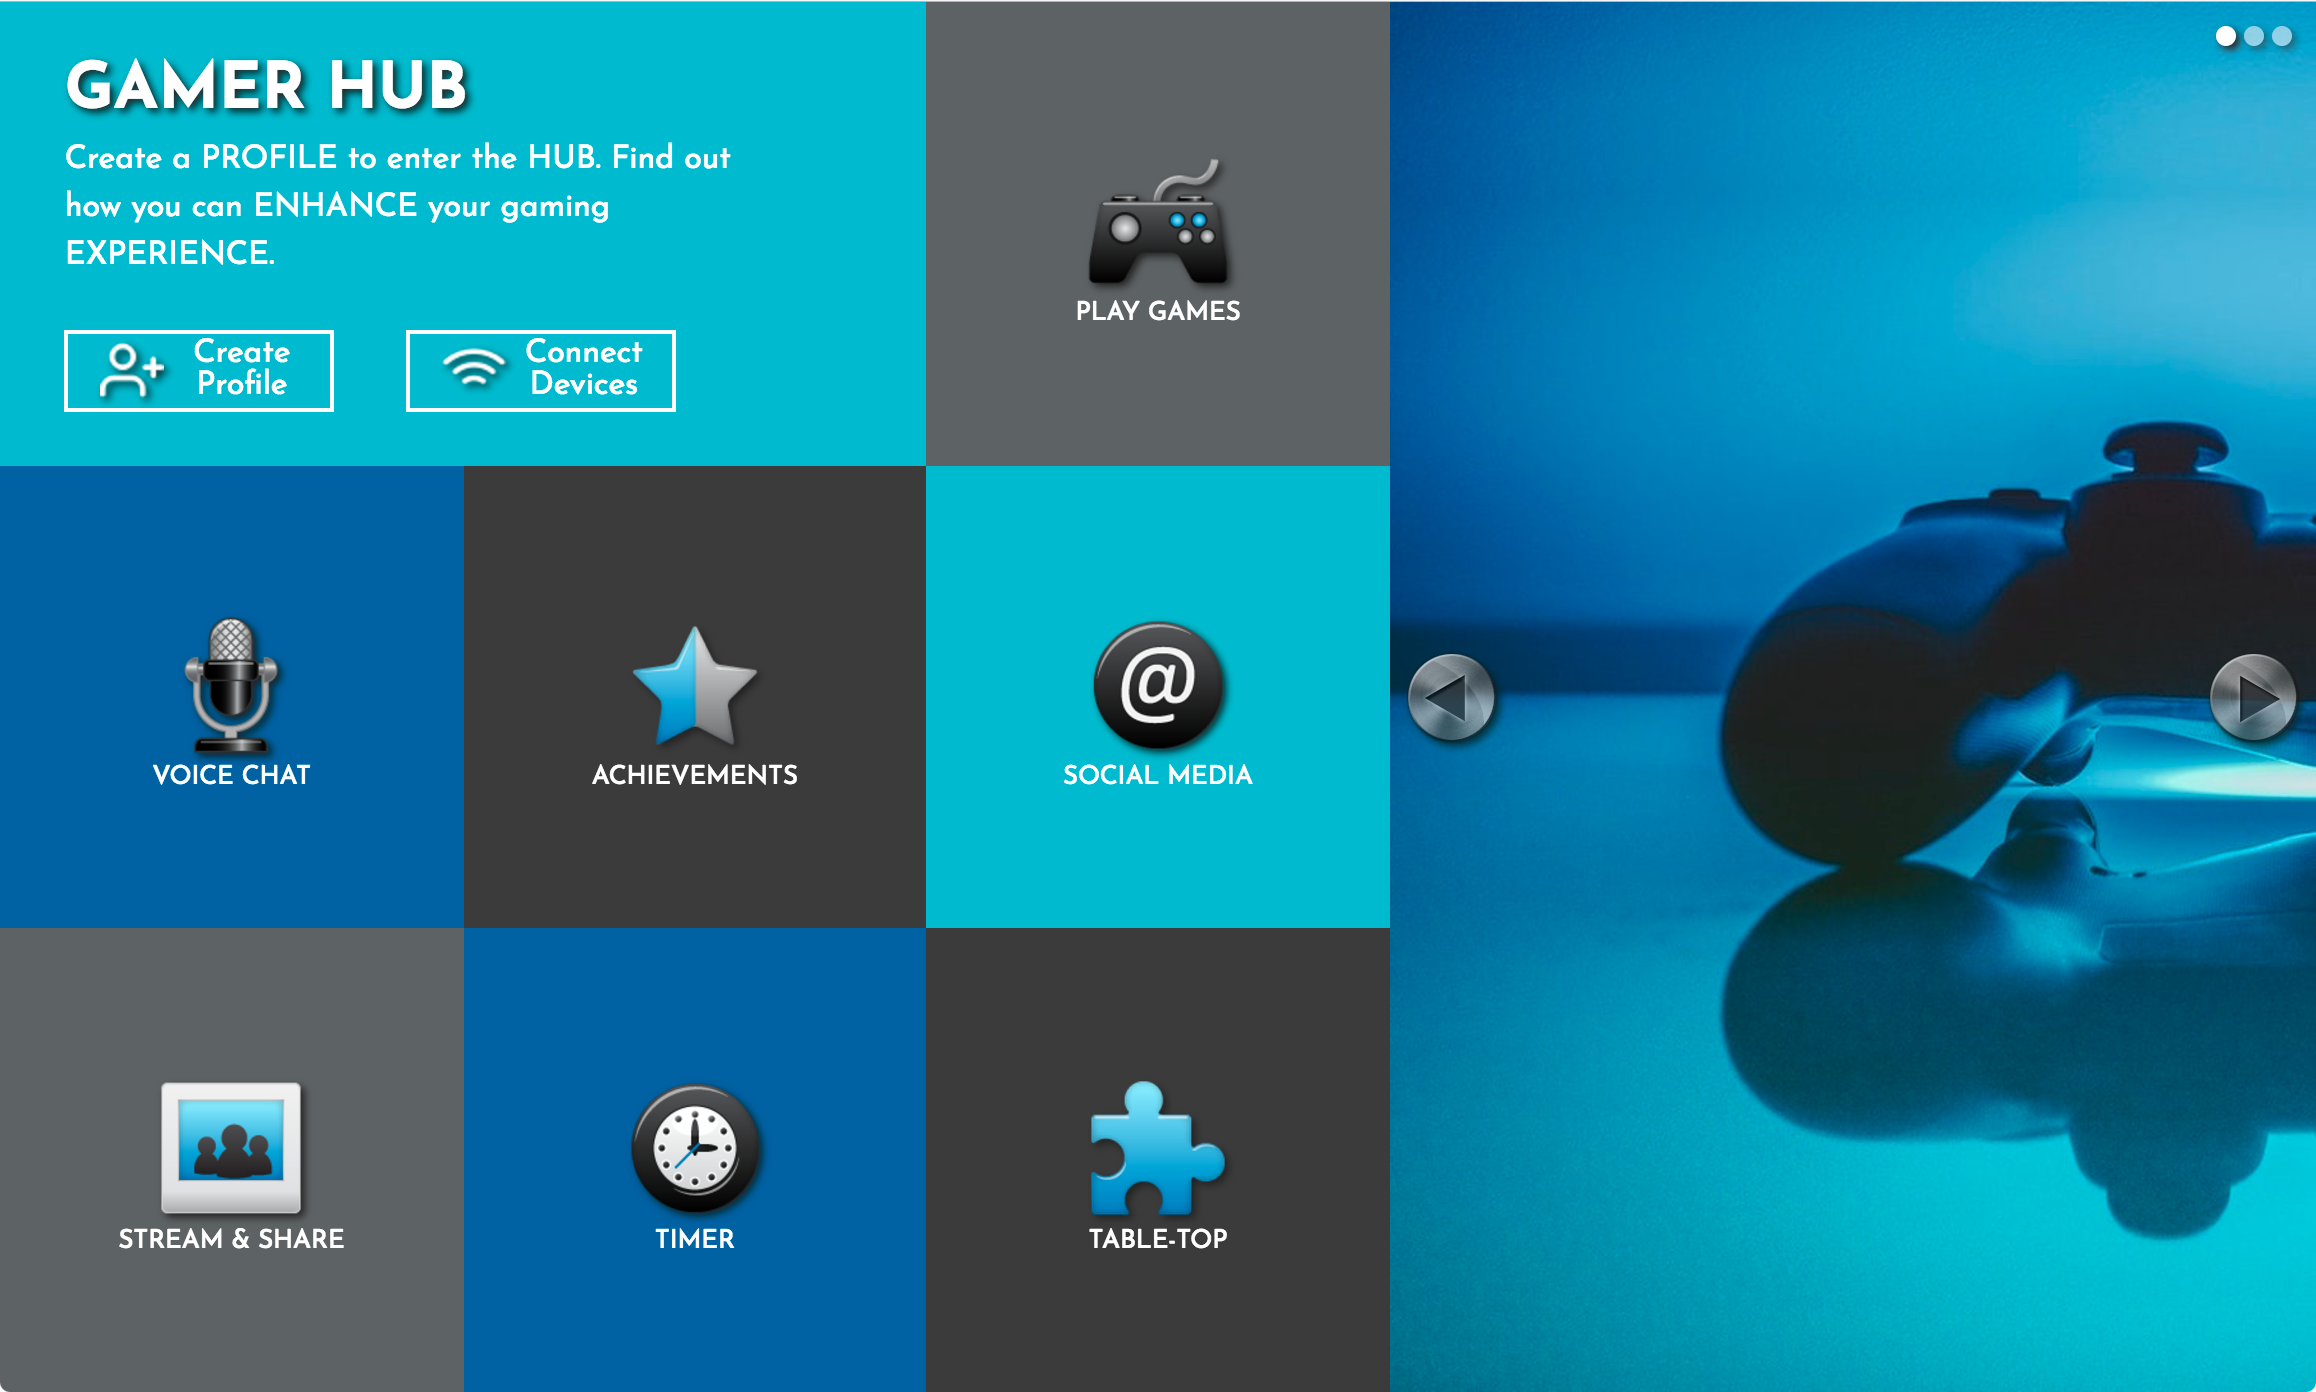 GAMER HUB
Create a PROFILE to enter the HUB. Find out
how you can ENHANCE your gaming
EXPERIENCE.
Create
Profile
Connect
Devices
PLAY GAMES
VOICE CHAT
ACHIEVEMENTS
@
SOCIAL MEDIA
STREAM & SHARE
TIMER
TABLE-TOP